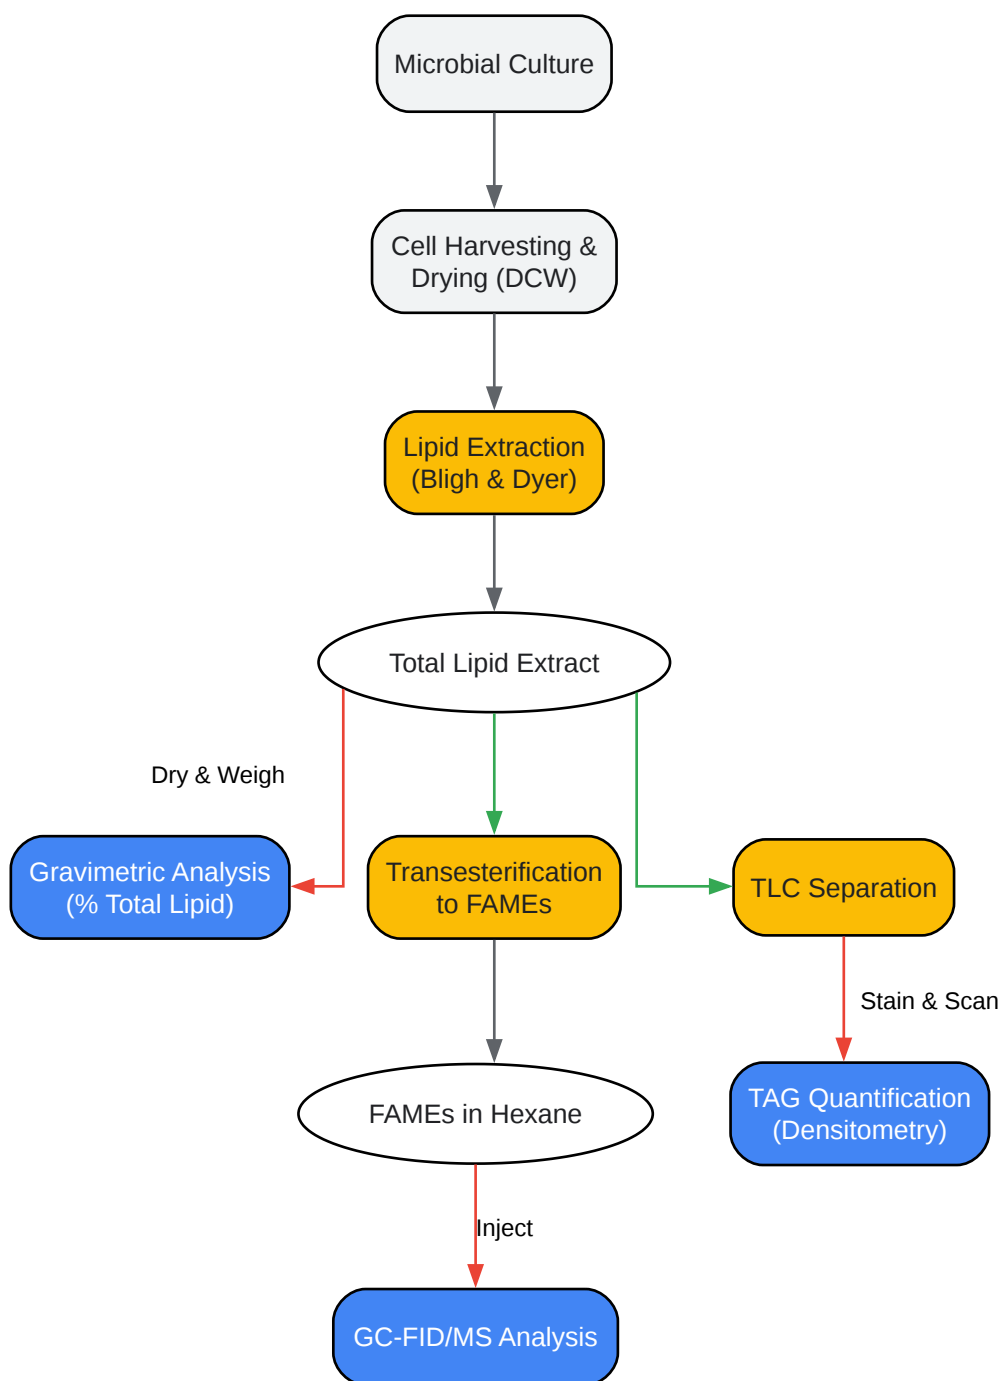 Microbial Culture
Cell Harvesting &
Drying (DCW)
Lipid Extraction
(Bligh & Dyer)
Total Lipid Extract
Dry & Weigh
Gravimetric Analysis
(% Total Lipid)
Transesterification
to FAMEs
TLC Separation
Stain & Scan
TAG Quantification
(Densitometry)
FAMEs in Hexane
Inject
GC-FID/MS Analysis